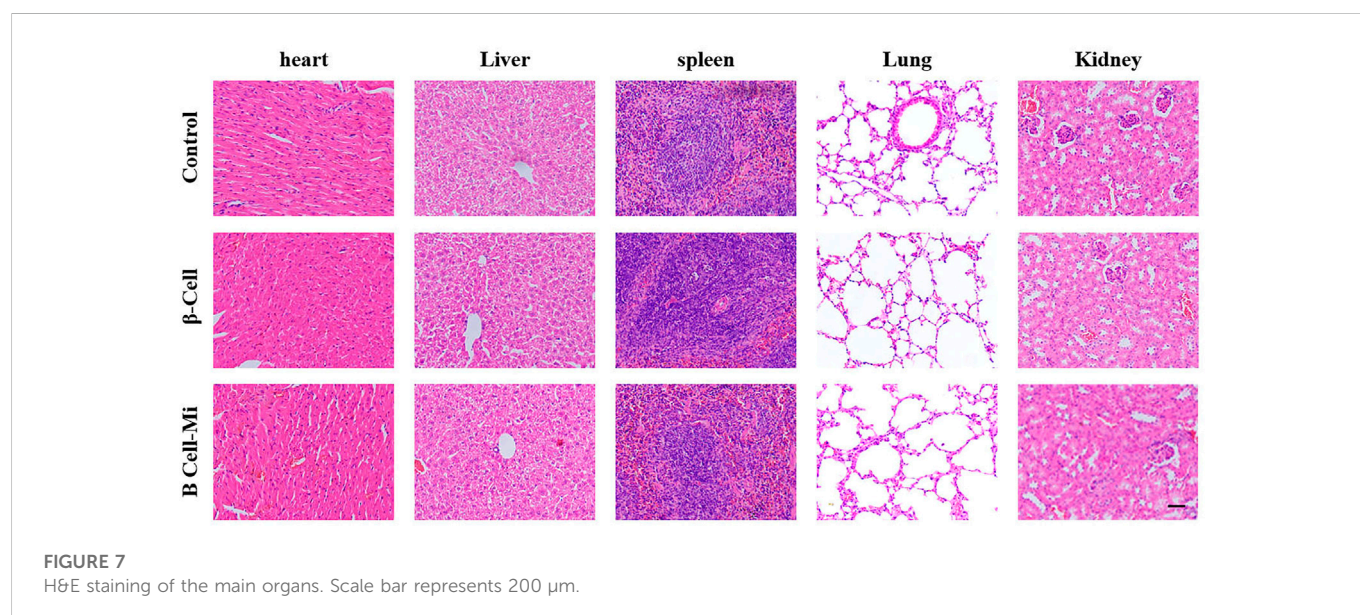 heart Liver spleen Lung Kidney
Control
β-Cell
B Cell-Mi
FIGURE 7
H&E staining of the main organs. Scale bar represents 200 μm.